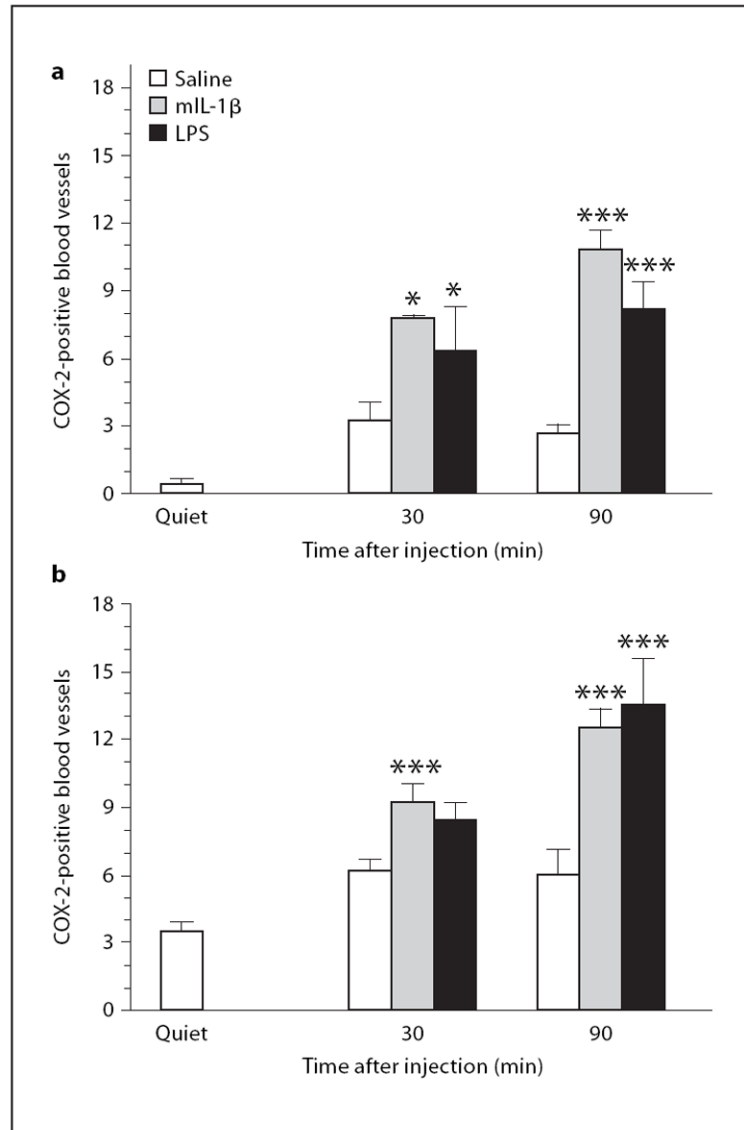 a
Saline
mIL-1β
LPS
COX-2-positive blood vessels
18
15
12
9
6
3
0
*
*
***
***
Quiet
30
90
Time after injection (min)
b
COX-2-positive blood vessels
18
15
12
9
6
3
0
***
***
***
Quiet
30
90
Time after injection (min)